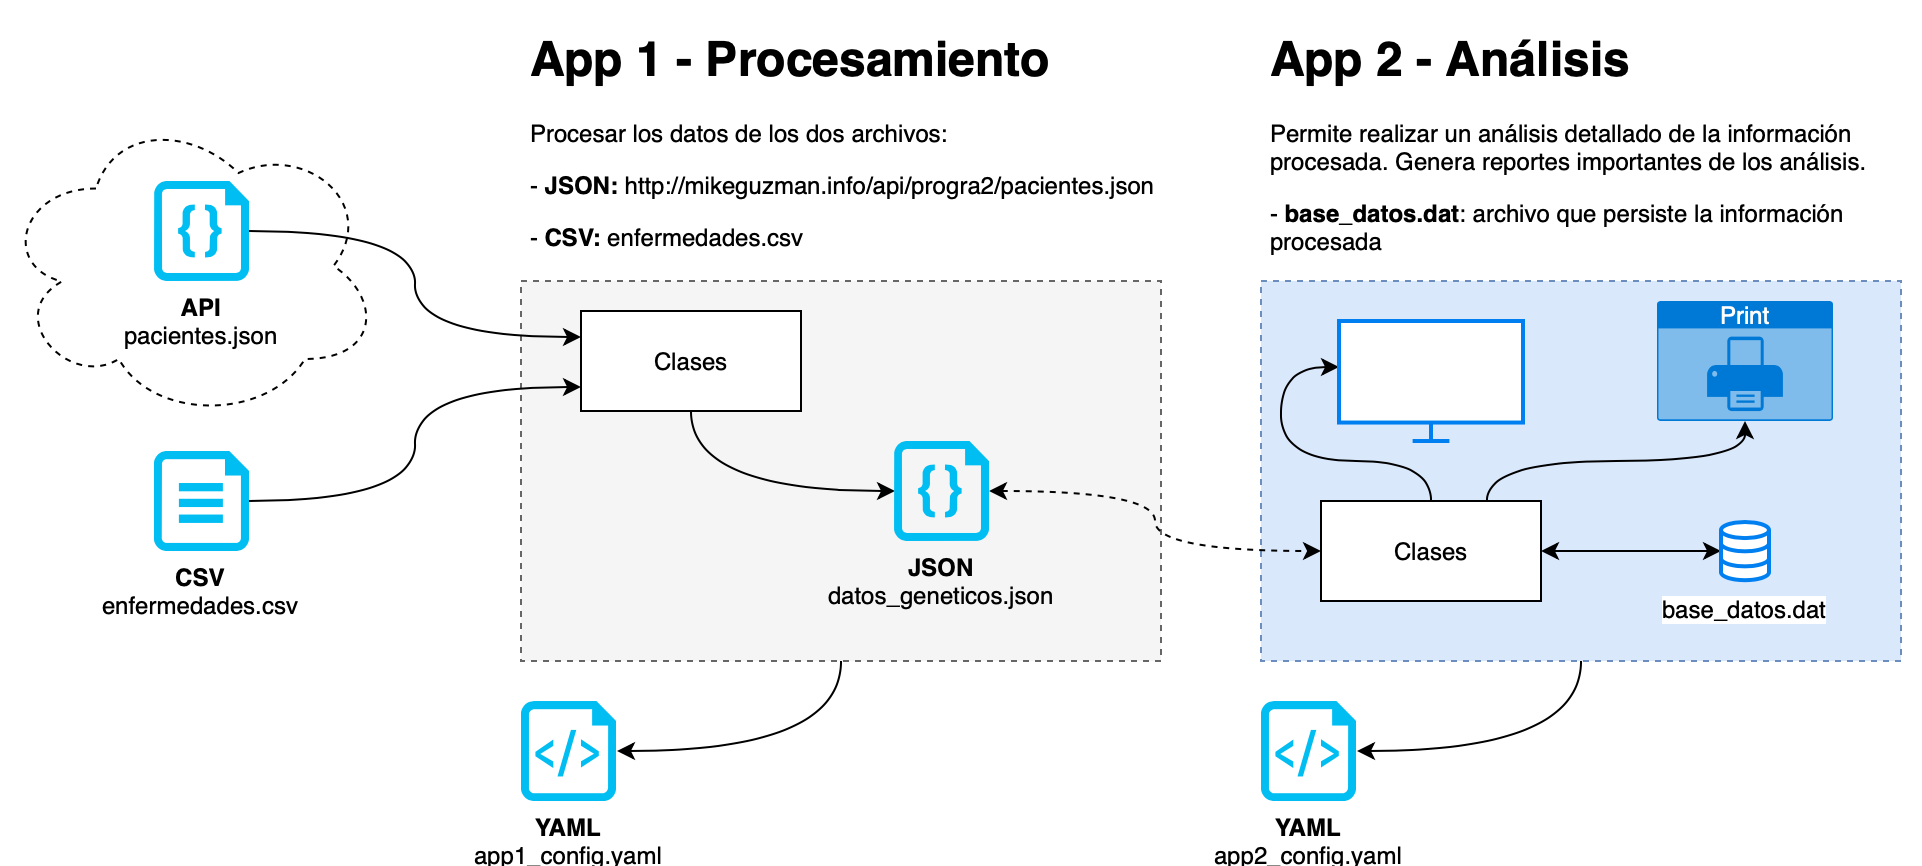 App 1 - Procesamiento
Procesar los datos de los dos archivos:
- JSON: http://mikeguzman.info/api/progra2/pacientes.json
- CSV: enfermedades.csv
App 2 - Análisis
Permite realizar un análisis detallado de la información
procesada. Genera reportes importantes de los análisis.
- base_datos.dat: archivo que persiste la información
procesada
{}
API
pacientes.json
CSV
enfermedades.csv
Clases
{}
JSON
datos_geneticos.json
Print
Clases
base_datos.dat
</>
YAML
app1_config.yaml
</>
YAML
app2_config.yaml